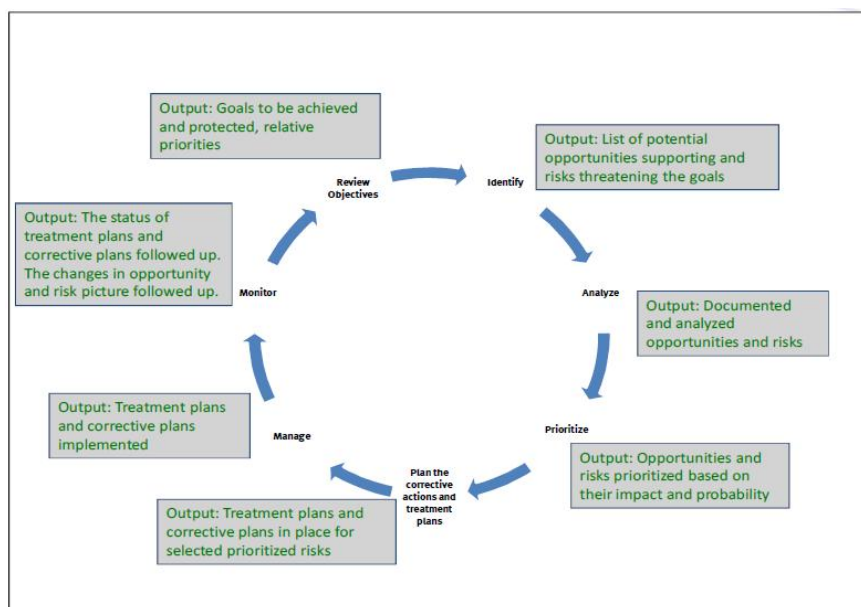 Output: Goals to be achieved
and protected, relative
priorities
Review
Objectives
Identify
Output: List of potential
opportunities supporting and
risks threatening the goals
Analyze
Output: Documented
and analyzed
opportunities and risks
Prioritize
Output: Opportunities and
risks prioritized based on
their impact and probability
Plan the
corrective
actions and
treatment
plans
Output: Treatment plans and
corrective plans in place for
selected prioritized risks
Manage
Output: Treatment plans
and corrective plans
implemented
Monitor
Output: The status of
treatment plans and
corrective plans followed up.
The changes in opportunity
and risk picture followed up.